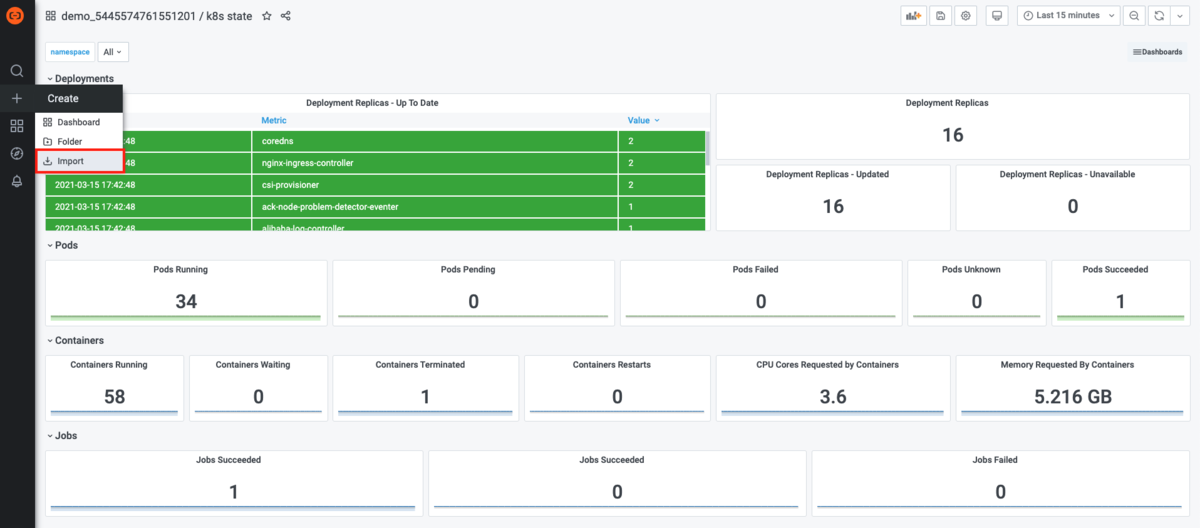 demo_5445574761551201 / k8s state
Last 15 minutes
namespace
All
Dashboards
Deployments
Create
Dashboard
Folder
Import
Deployment Replicas - Up To Date
Metric
Value
:48
coredns
2
:48
nginx-ingress-controller
2
2021-03-15 17:42:48
csi-provisioner
2
2021-03-15 17:42:48
ack-node-problem-detector-eventer
1
2021-03-15 17:42:48
alibaba-log-controller
1
Deployment Replicas
16
Deployment Replicas - Updated
16
Deployment Replicas - Unavailable
0
Pods
Pods Running
34
Pods Pending
0
Pods Failed
0
Pods Unknown
0
Pods Succeeded
1
Containers
Containers Running
58
Containers Waiting
0
Containers Terminated
1
Containers Restarts
0
CPU Cores Requested by Containers
3.6
Memory Requested By Containers
5.216 GB
Jobs
Jobs Succeeded
1
Jobs Succeeded
0
Jobs Failed
0